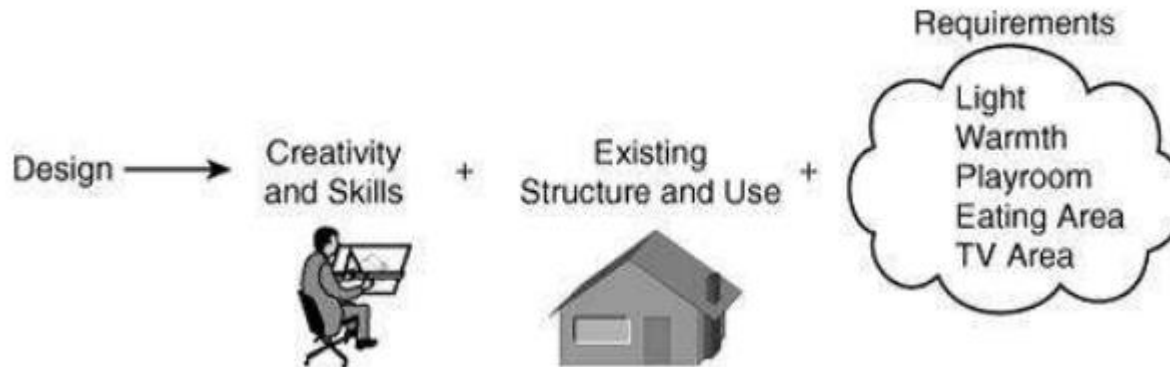 Requirements
Design
Creativity
and Skills
+
Existing
Structure and Use
+
Light
Warmth
Playroom
Eating Area
TV Area